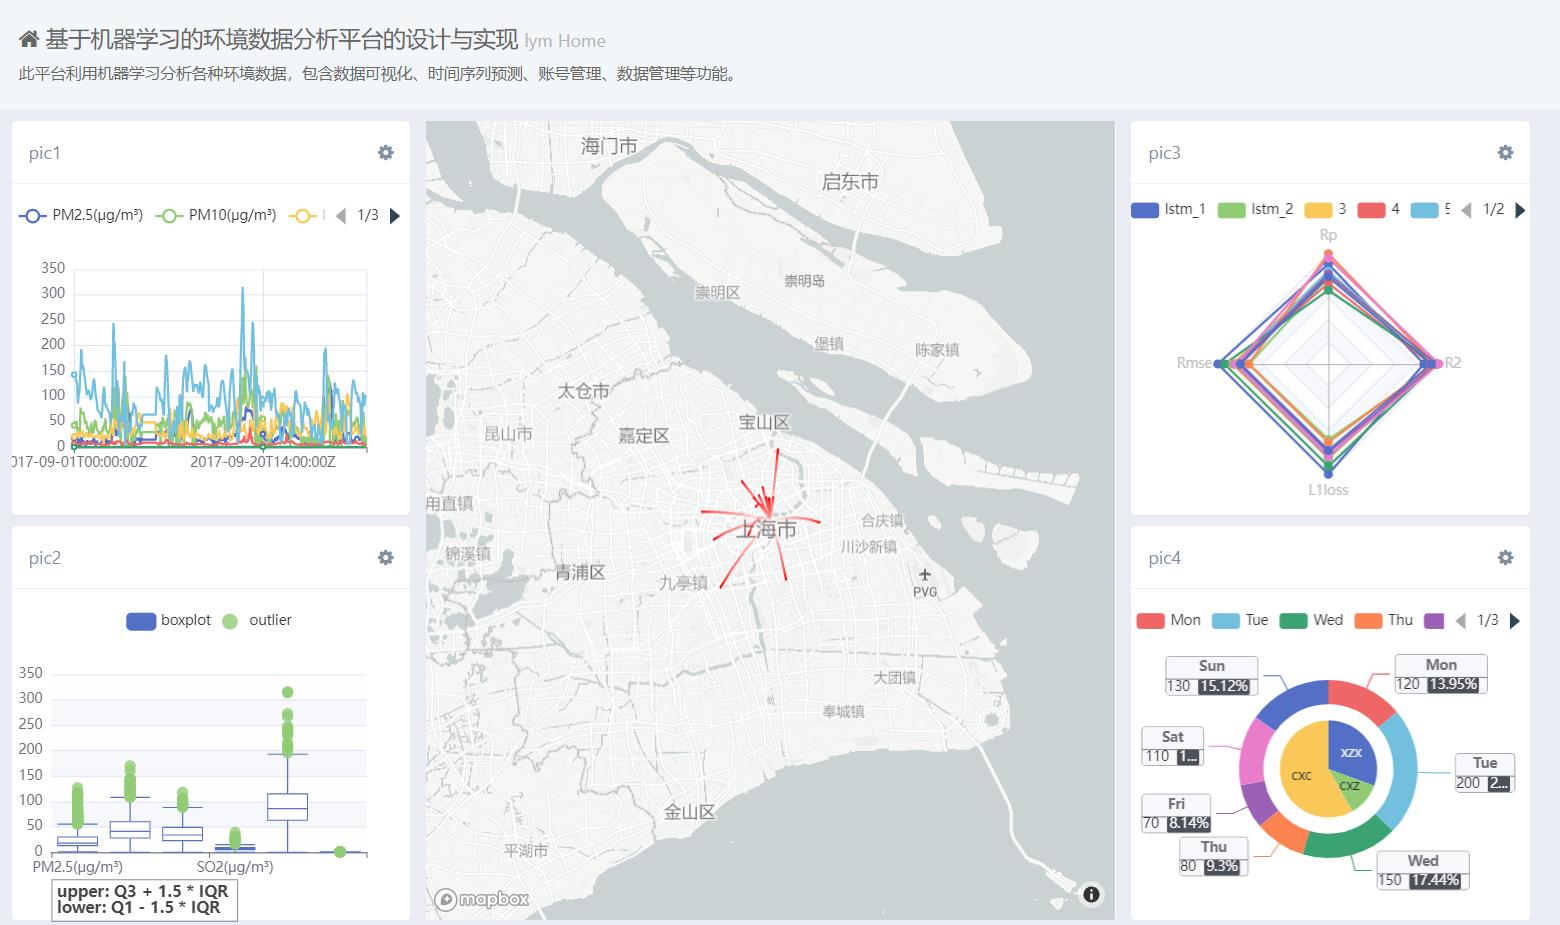 基于机器学习的环境数据分析平台的设计与实现 lym Home
此平台利用机器学习分析各种环境数据，包含数据可视化、时间序列预测、账号管理、数据管理等功能。
pic1
PM2.5(μg/m³) PM10(μg/m³) 1/3
350
300
250
200
150
100
50
0
017-09-01T00:00:00Z 2017-09-20T14:00:00Z
pic2
boxplot outlier
350
300
250
200
150
100
50
0
PM2.5(μg/m³) SO2(μg/m³)
upper: Q3 + 1.5 * IQR
lower: Q1 - 1.5 * IQR
海门市
启东市
崇明岛
崇明区
堡镇
陈家镇
太仓市
宝山区
昆山市
嘉定区
甪直镇
合庆镇
上海市
锦溪镇
川沙新镇
青浦区
九亭镇
PVG
大团镇
奉城镇
金山区
平湖市
mapbox
pic3
lstm_1 lstm_2 3 4 5 1/2
Rp
Rmse R2
L1loss
pic4
Mon Tue Wed Thu 1/3
Sun
130 15.12%
Mon
120 13.95%
Sat
110 1...
Tue
200 2...
Fri
70 8.14%
Thu
80 9.3%
Wed
150 17.44%
XZX
CXC
CXZ